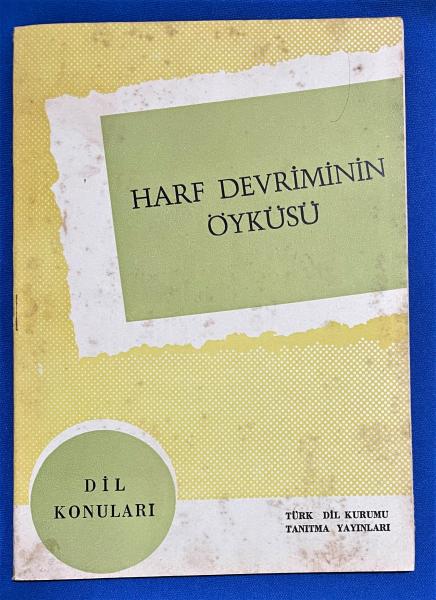 HARF DEVRİMİNİN
ÖYKÜSÜ
DİL
KONULARI
TÜRK DİL KURUMU
TANITMA YAYINLARI